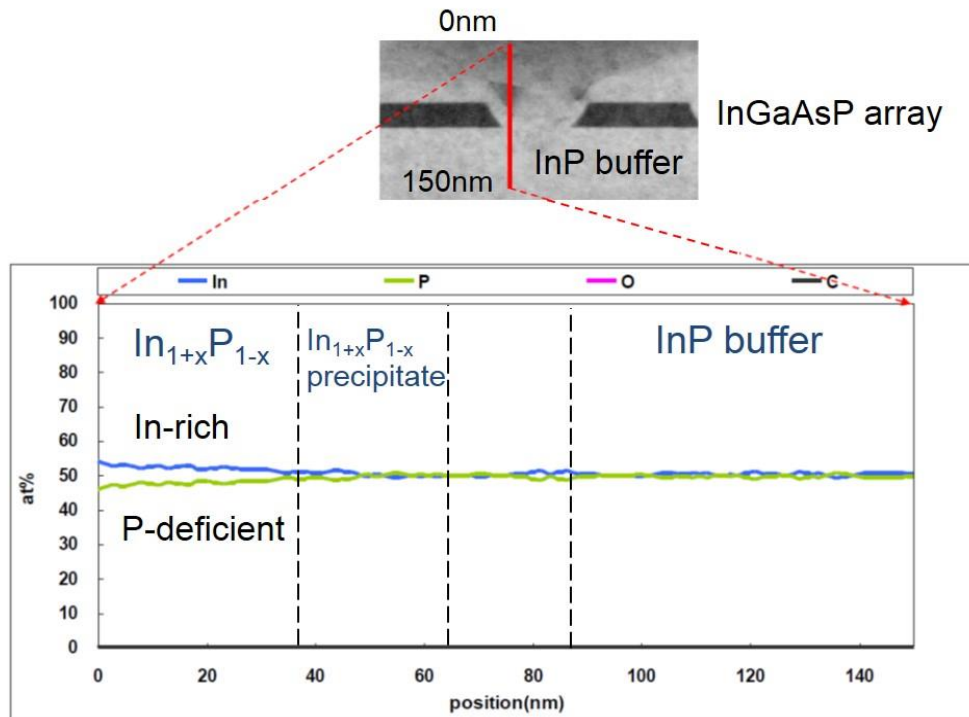 0nm
InGaAsP array
InP buffer
150nm
In P O C
100
90
80
70
60
50
40
30
20
10
0
at%
In₁₊ₓP₁₋ₓ
In₁₊ₓP₁₋ₓ
precipitate
InP buffer
In-rich
P-deficient
0 20 40 60 80 100 120 140
position(nm)